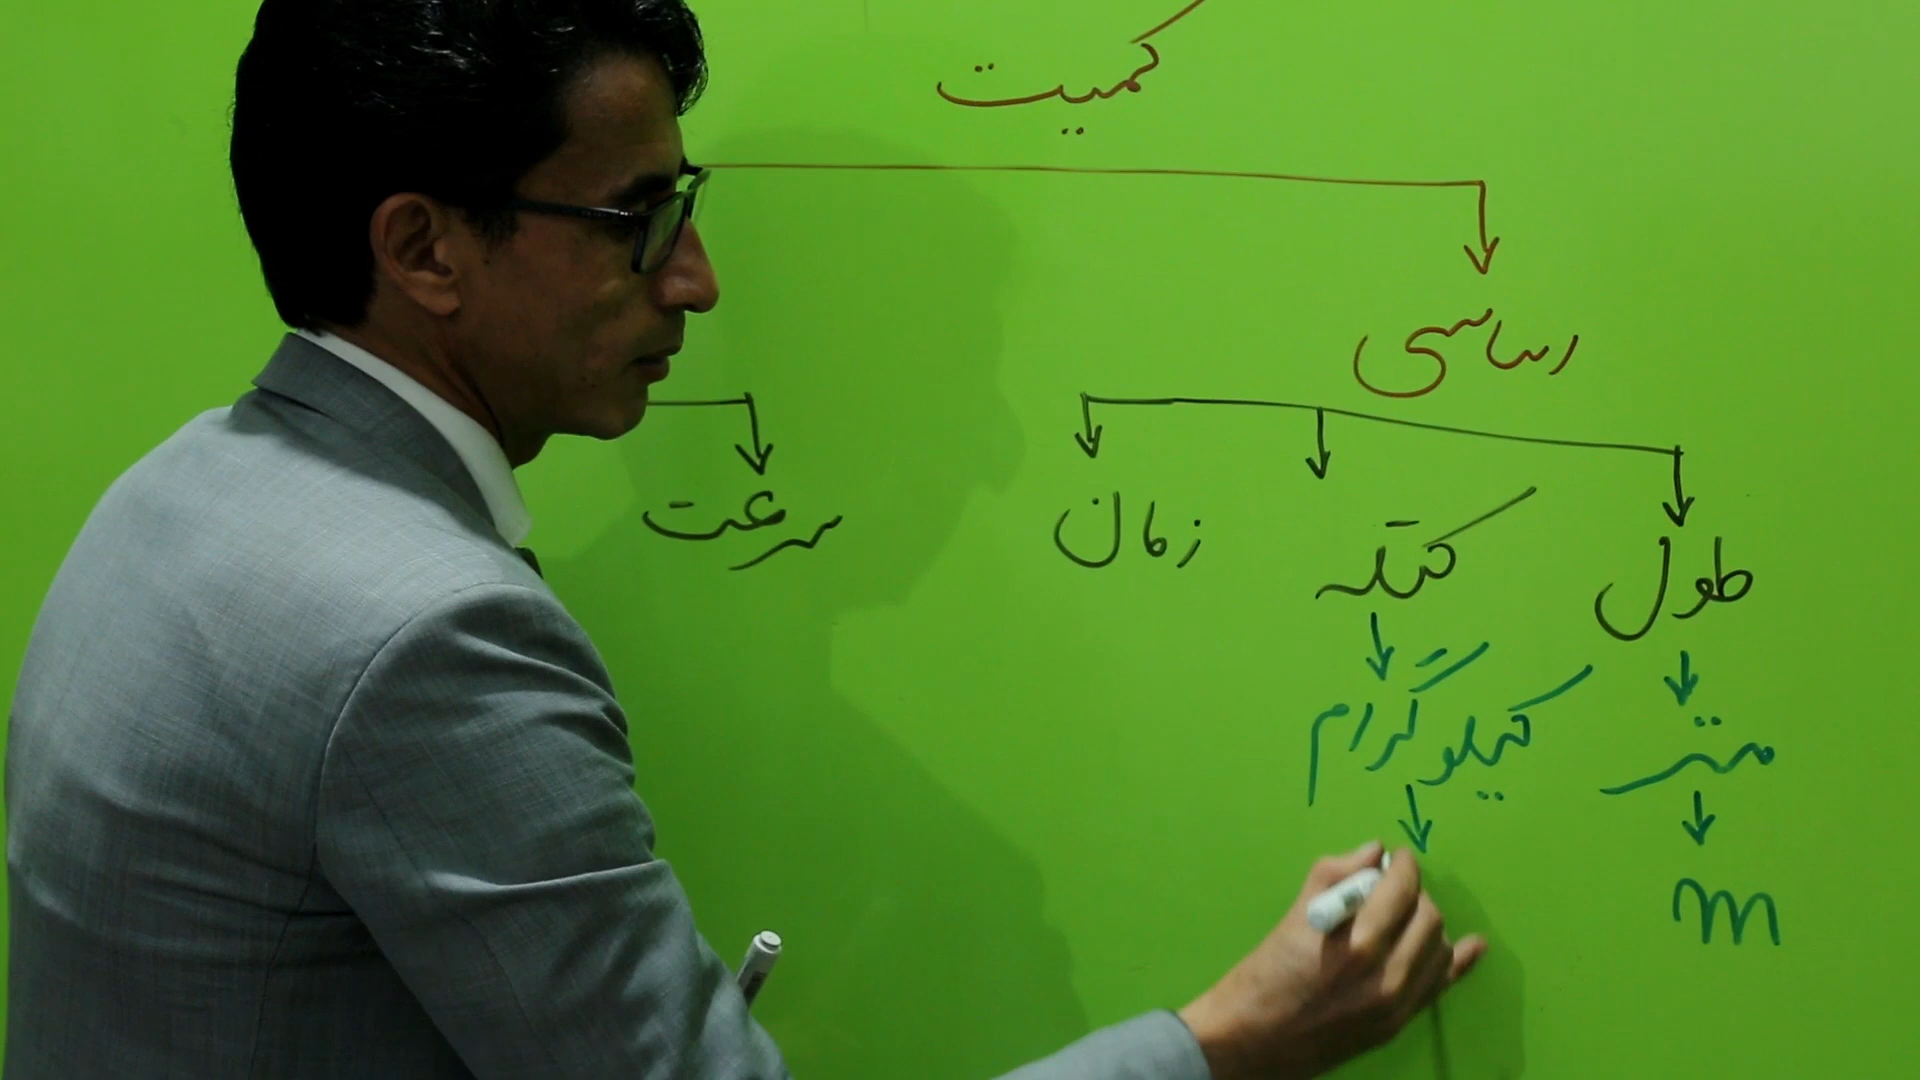 کمیت
اساسی
طول
کتله
زمان
سرعت
متر
کیلوگرام
m